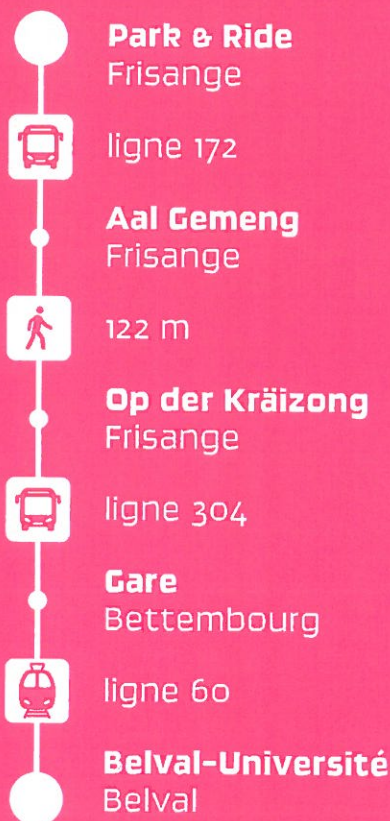 Park & Ride
Frisange
ligne 172
Aal Gemeng
Frisange
122 m
Op der Kräizong
Frisange
ligne 304
Gare
Bettembourg
ligne 60
Belval-Université
Belval